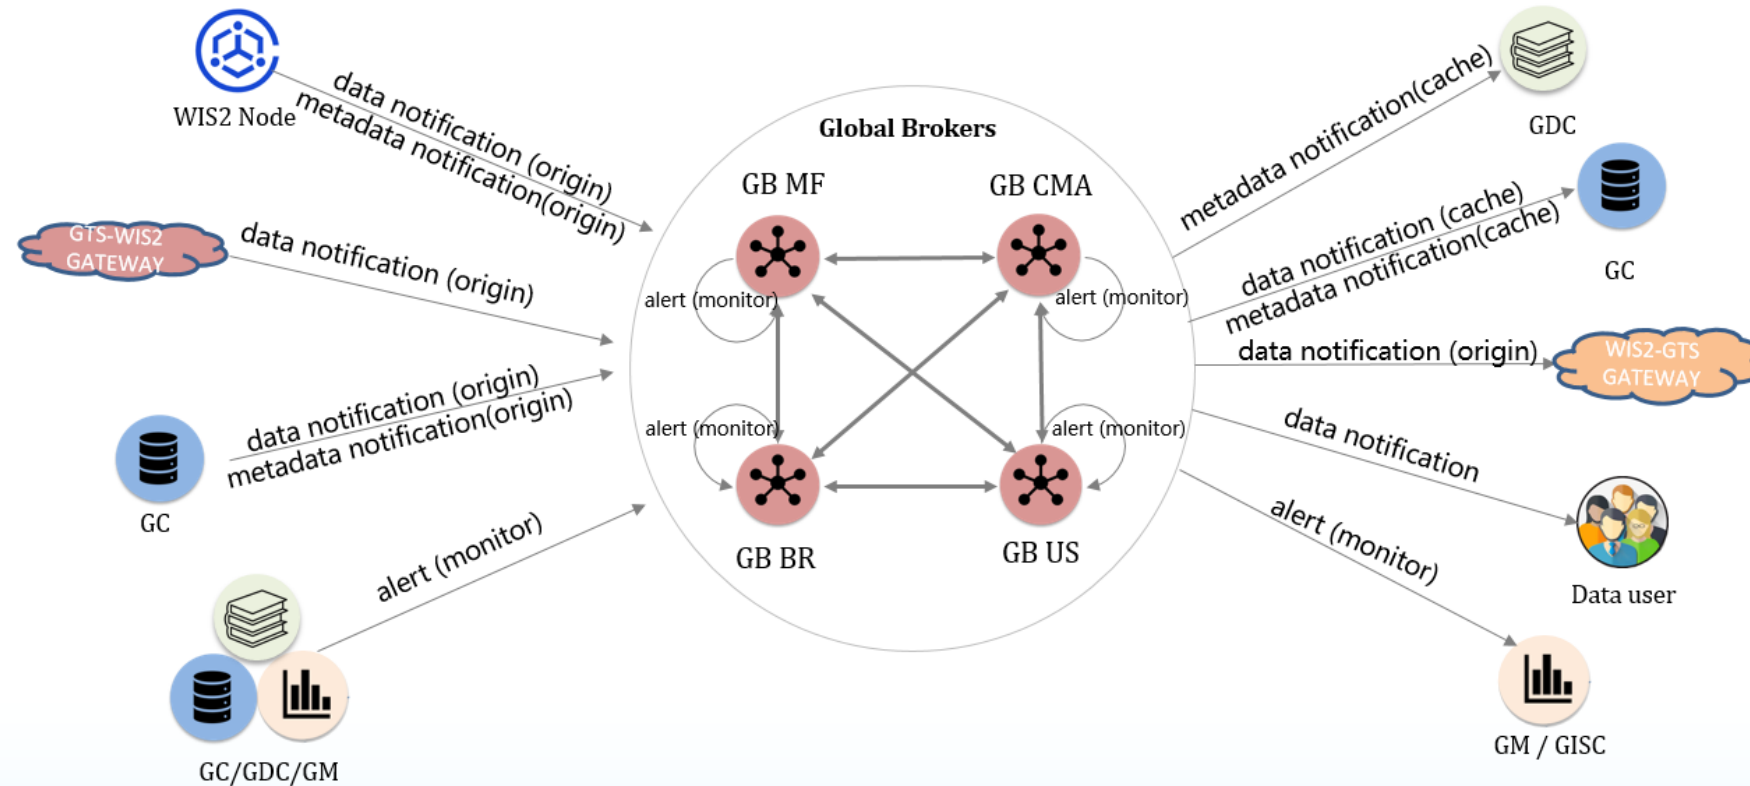 WIS2 Node
data notification (origin)
metadata notification(origin)
GTS-WIS2
GATEWAY
data notification (origin)
data notification (origin)
metadata notification(origin)
GC
alert (monitor)
GC/GDC/GM
Global Brokers
GB MF
GB CMA
alert (monitor)
alert (monitor)
alert (monitor)
alert (monitor)
GB BR
GB US
metadata notification(cache)
GDC
data notification (cache)
metadata notification(cache)
GC
data notification (origin)
WIS2-GTS
GATEWAY
data notification
Data user
alert (monitor)
GM / GISC